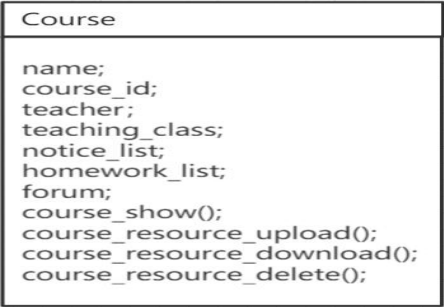 Course
name;
course_id;
teacher;
teaching_class;
notice_list;
homework_list;
forum;
course_show();
course_resource_upload();
course_resource_download();
course_resource_delete();